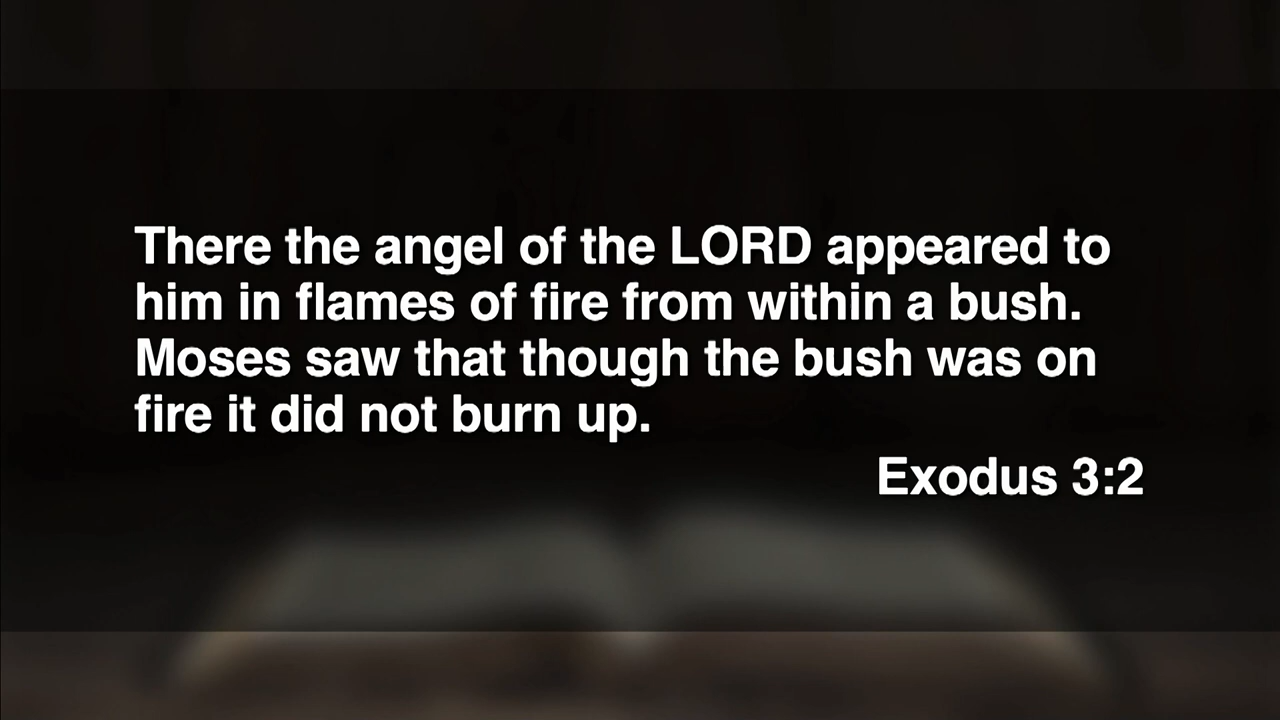 There the angel of the LORD appeared to
him in flames of fire from within a bush.
Moses saw that though the bush was on
fire it did not burn up.
Exodus 3:2